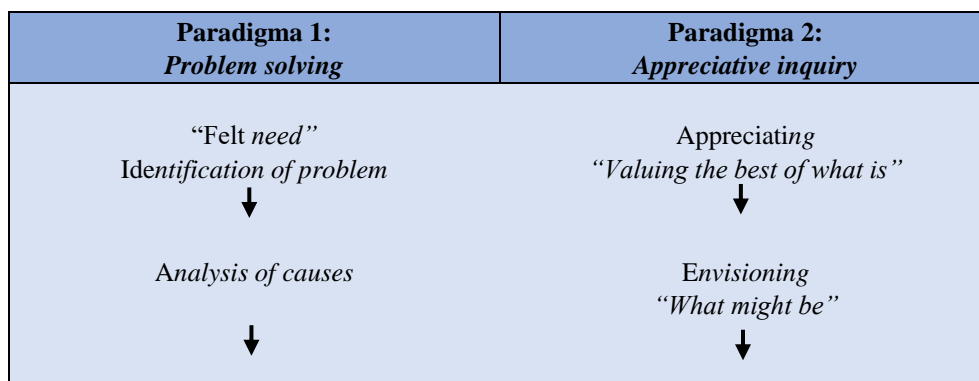 Paradigma 1:
Problem solving
Paradigma 2:
Appreciative inquiry
“Felt need”
Identification of problem
Analysis of causes
Appreciating
“Valuing the best of what is”
Envisioning
“What might be”